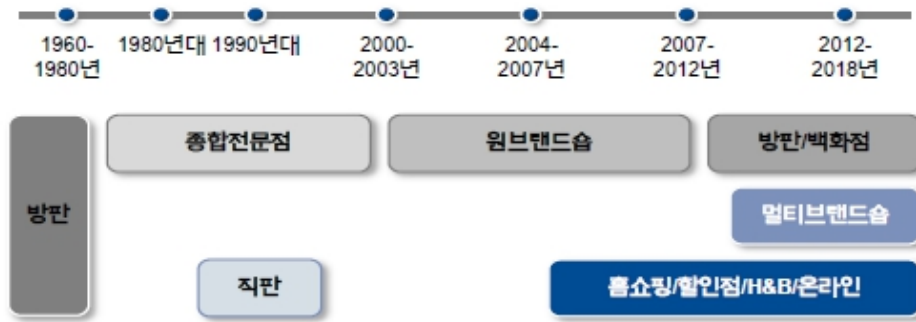 1960-
1980년
1980년대
1990년대
2000-
2003년
2004-
2007년
2007-
2012년
2012-
2018년
종합전문점
원브랜드숍
방판/백화점
방판
멀티브랜드숍
직판
홈쇼핑/할인점/H&B/온라인